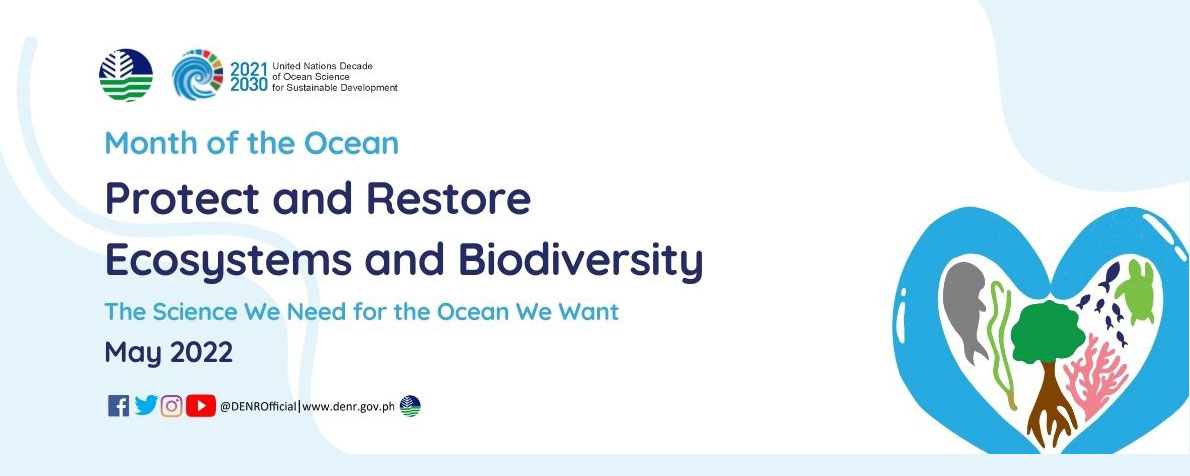 2021
2030
United Nations Decade
of Ocean Science
for Sustainable Development
Month of the Ocean
Protect and Restore
Ecosystems and Biodiversity
The Science We Need for the Ocean We Want
May 2022
@DENROfficial|www.denr.gov.ph